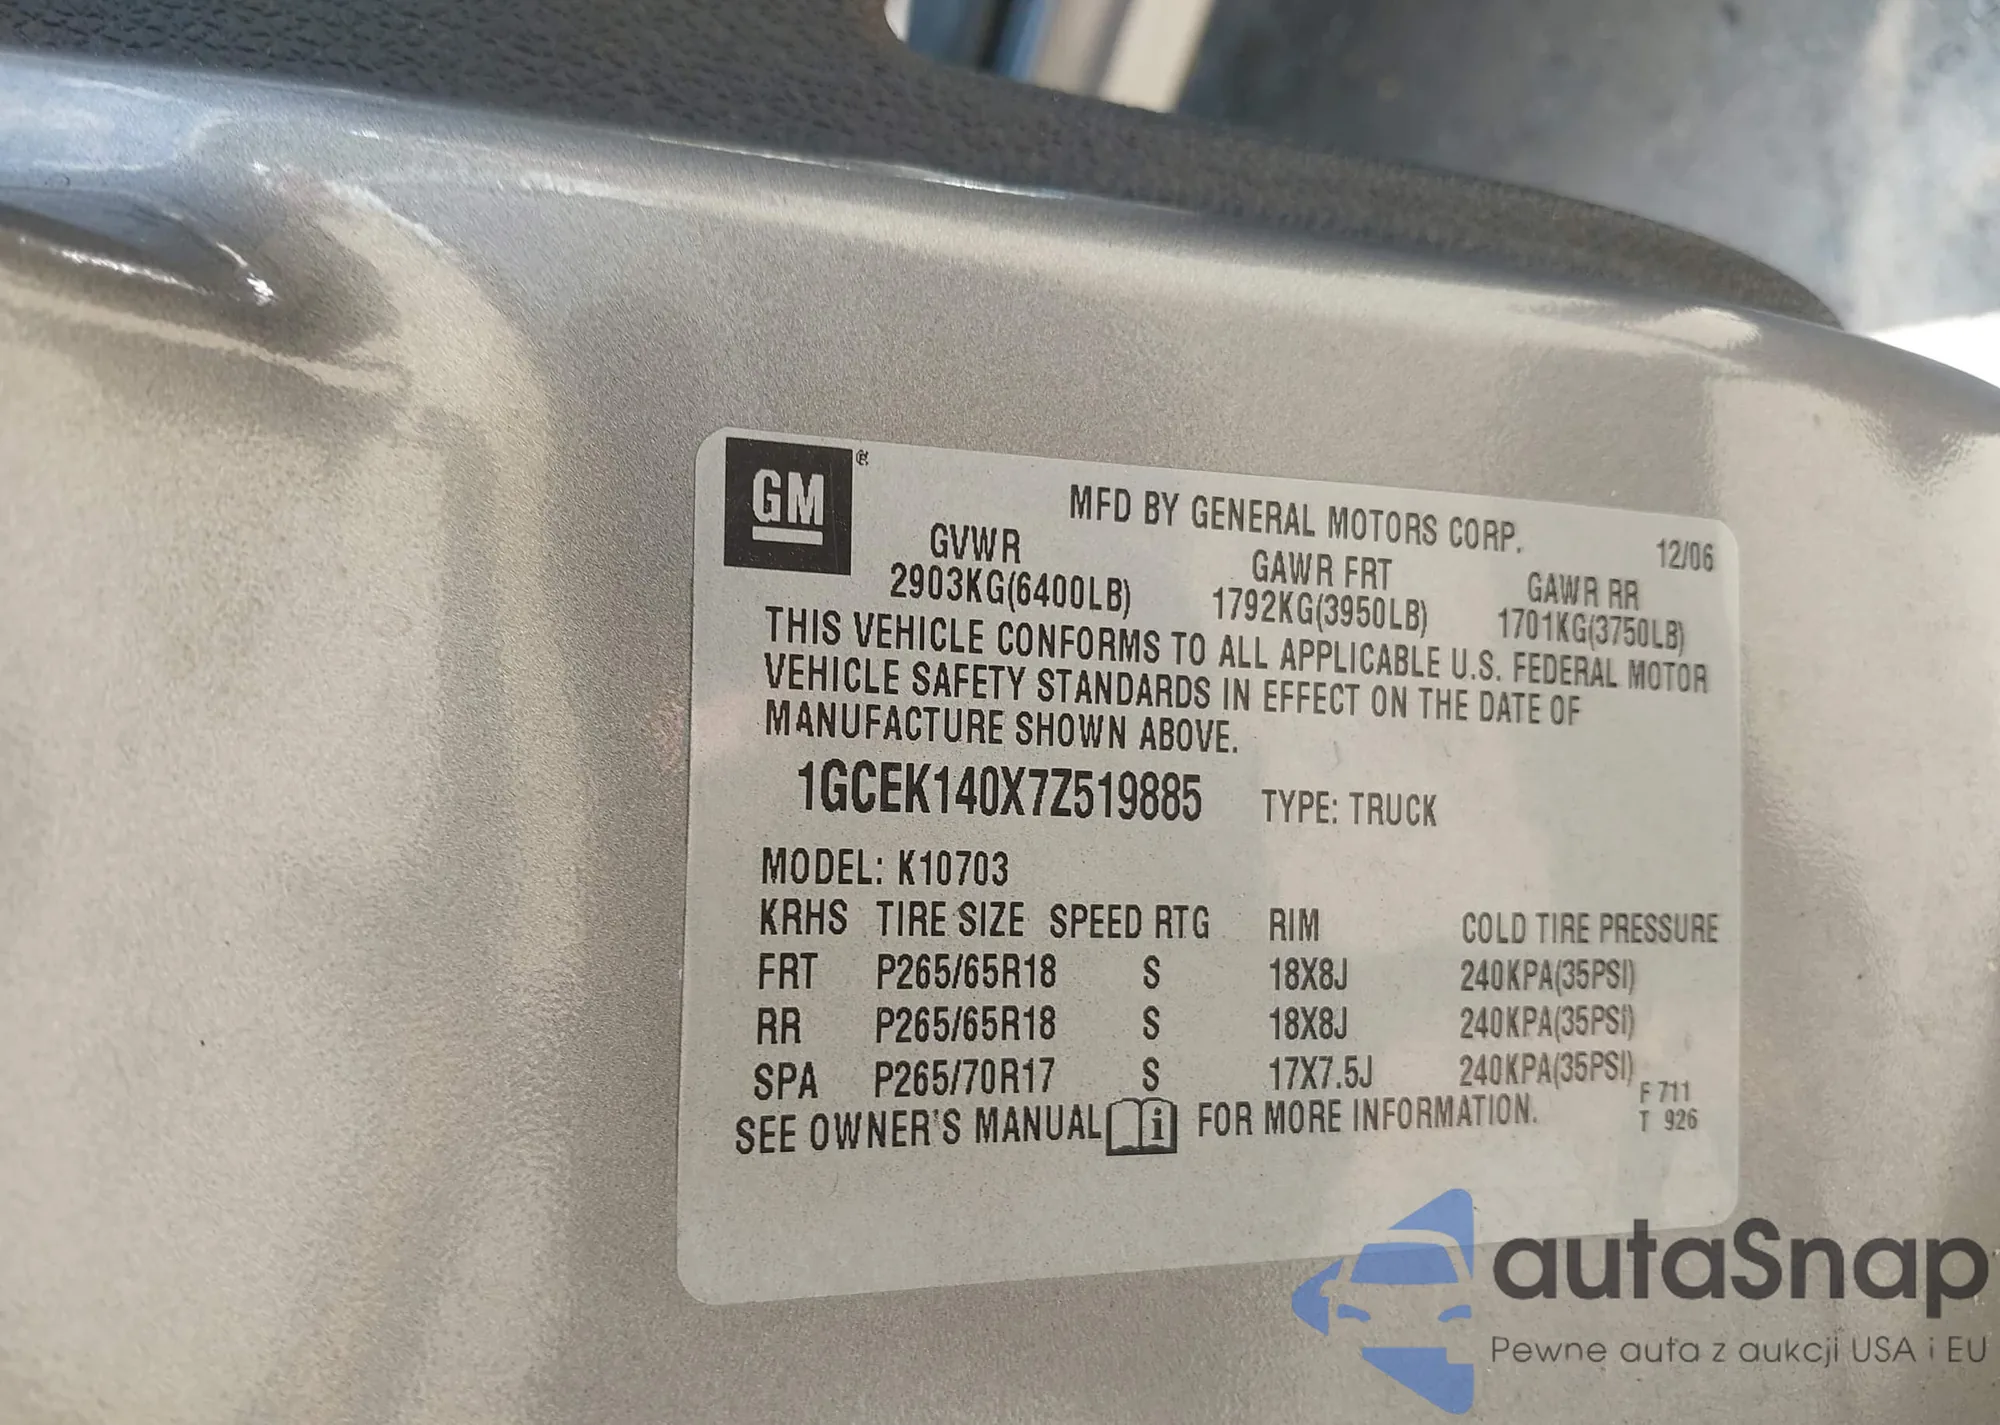 GM ®
MFD BY GENERAL MOTORS CORP. 12/06
GVWR GAWR FRT GAWR RR
2903KG(6400LB) 1792KG(3950LB) 1701KG(3750LB)
THIS VEHICLE CONFORMS TO ALL APPLICABLE U.S. FEDERAL MOTOR
VEHICLE SAFETY STANDARDS IN EFFECT ON THE DATE OF
MANUFACTURE SHOWN ABOVE.
1GCEK140X7Z519885 TYPE: TRUCK
MODEL: K10703
KRHS TIRE SIZE SPEED RTG RIM COLD TIRE PRESSURE
FRT P265/65R18 S 18X8J 240KPA(35PSI)
RR P265/65R18 S 18X8J 240KPA(35PSI)
SPA P265/70R17 S 17X7.5J 240KPA(35PSI)
SEE OWNER'S MANUAL i FOR MORE INFORMATION.
F 711
T 926
autaSnap
Pewne auta z aukcji USA i EU